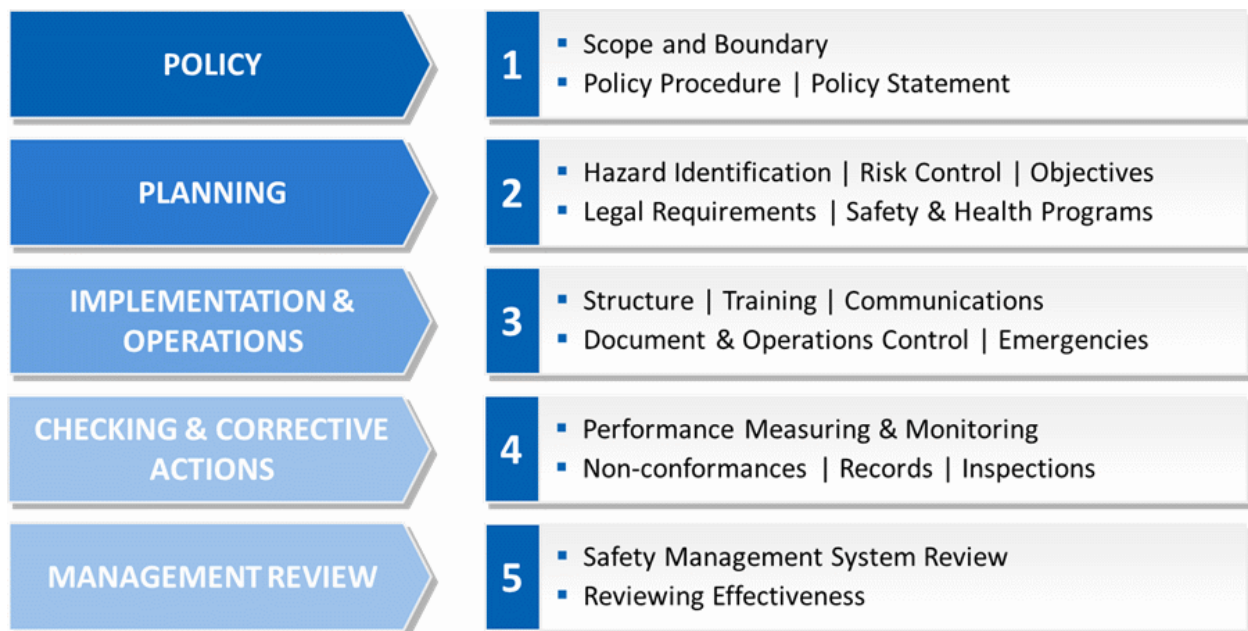 POLICY
1
▪ Scope and Boundary
▪ Policy Procedure | Policy Statement
PLANNING
2
▪ Hazard Identification | Risk Control | Objectives
▪ Legal Requirements | Safety & Health Programs
IMPLEMENTATION &
OPERATIONS
3
▪ Structure | Training | Communications
▪ Document & Operations Control | Emergencies
CHECKING & CORRECTIVE
ACTIONS
4
▪ Performance Measuring & Monitoring
▪ Non-conformances | Records | Inspections
MANAGEMENT REVIEW
5
▪ Safety Management System Review
▪ Reviewing Effectiveness